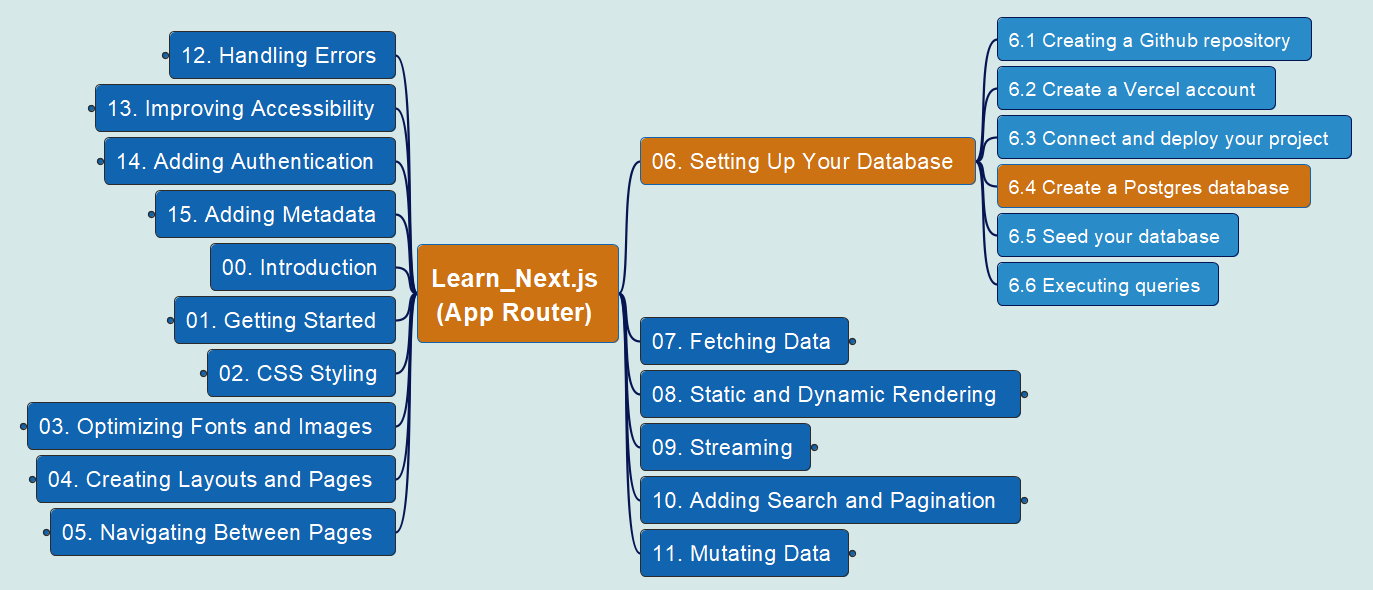 12. Handling Errors
13. Improving Accessibility
14. Adding Authentication
15. Adding Metadata
00. Introduction
01. Getting Started
02. CSS Styling
03. Optimizing Fonts and Images
04. Creating Layouts and Pages
05. Navigating Between Pages
Learn_Next.js
(App Router)
06. Setting Up Your Database
6.1 Creating a Github repository
6.2 Create a Vercel account
6.3 Connect and deploy your project
6.4 Create a Postgres database
6.5 Seed your database
6.6 Executing queries
07. Fetching Data
08. Static and Dynamic Rendering
09. Streaming
10. Adding Search and Pagination
11. Mutating Data